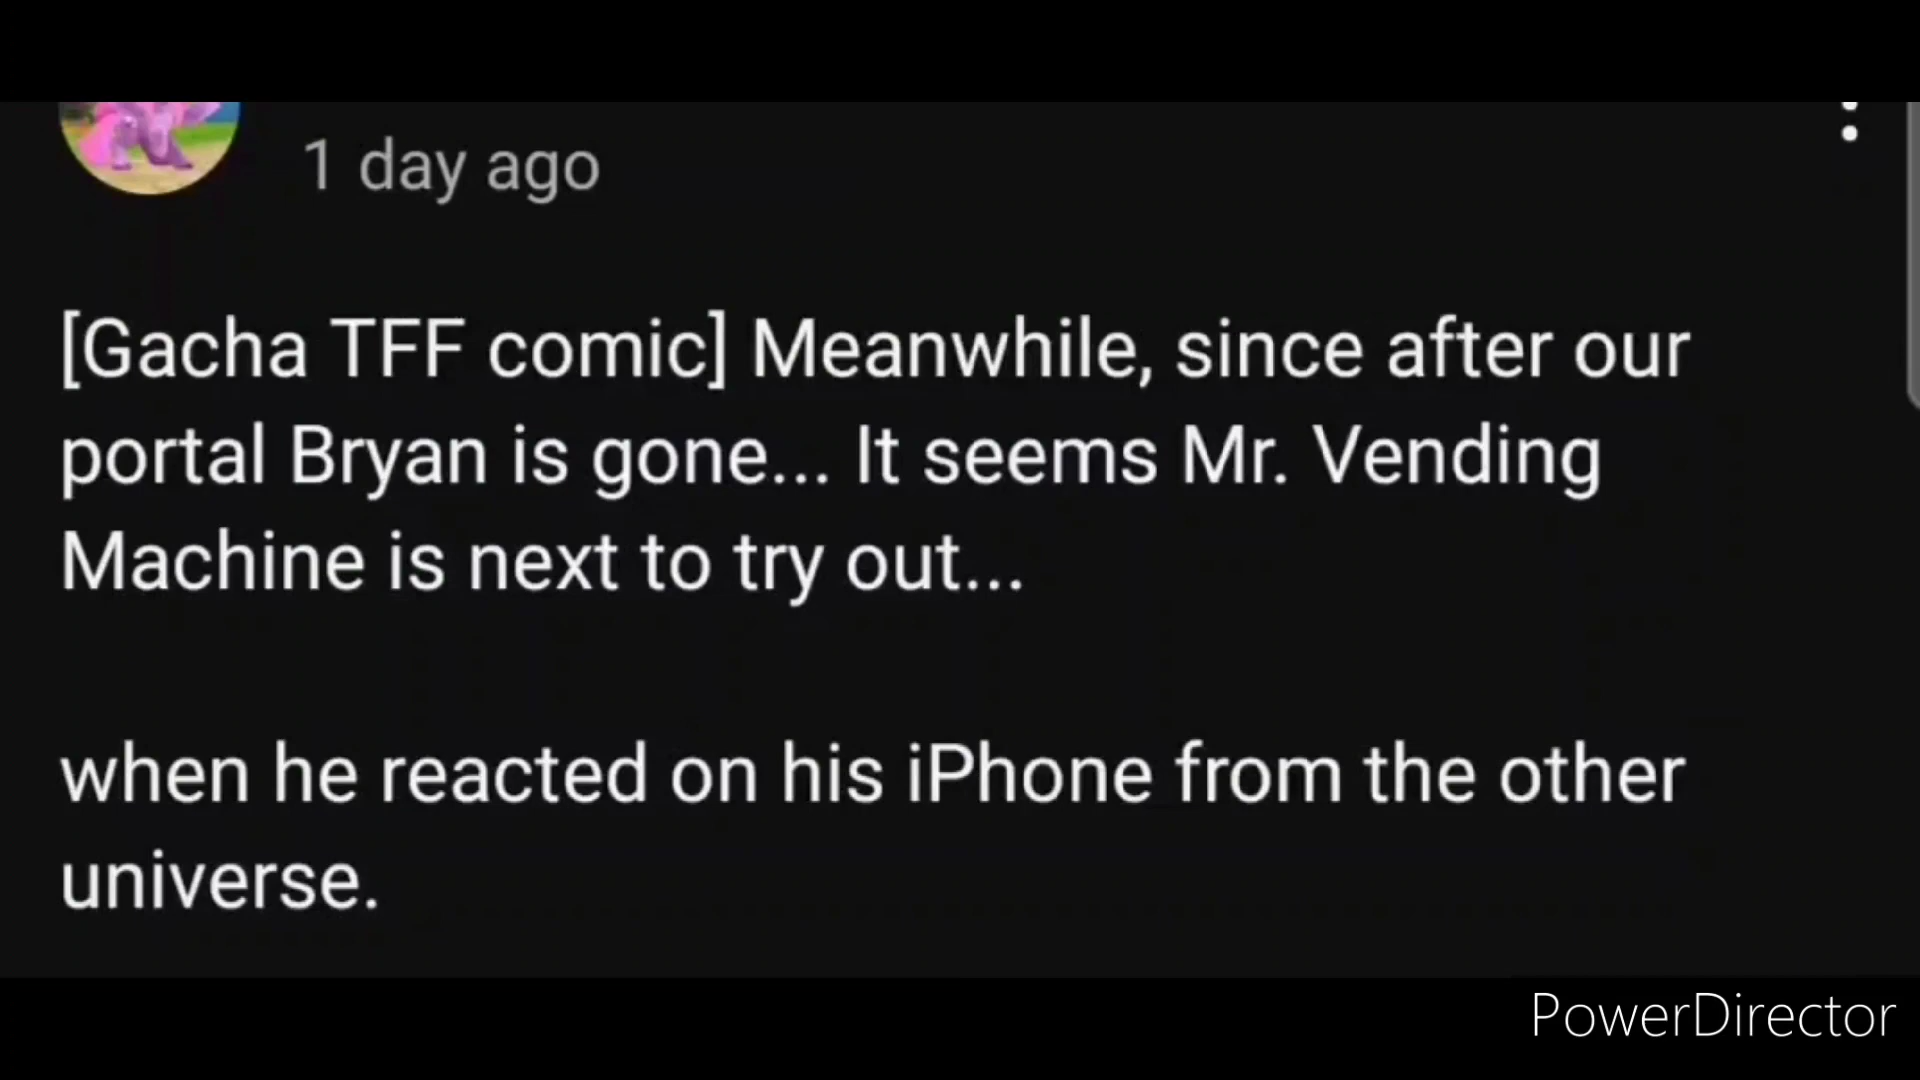 1 day ago
[Gacha TFF comic] Meanwhile, since after our
portal Bryan is gone... It seems Mr. Vending
Machine is next to try out...
when he reacted on his iPhone from the other
universe.
PowerDirector